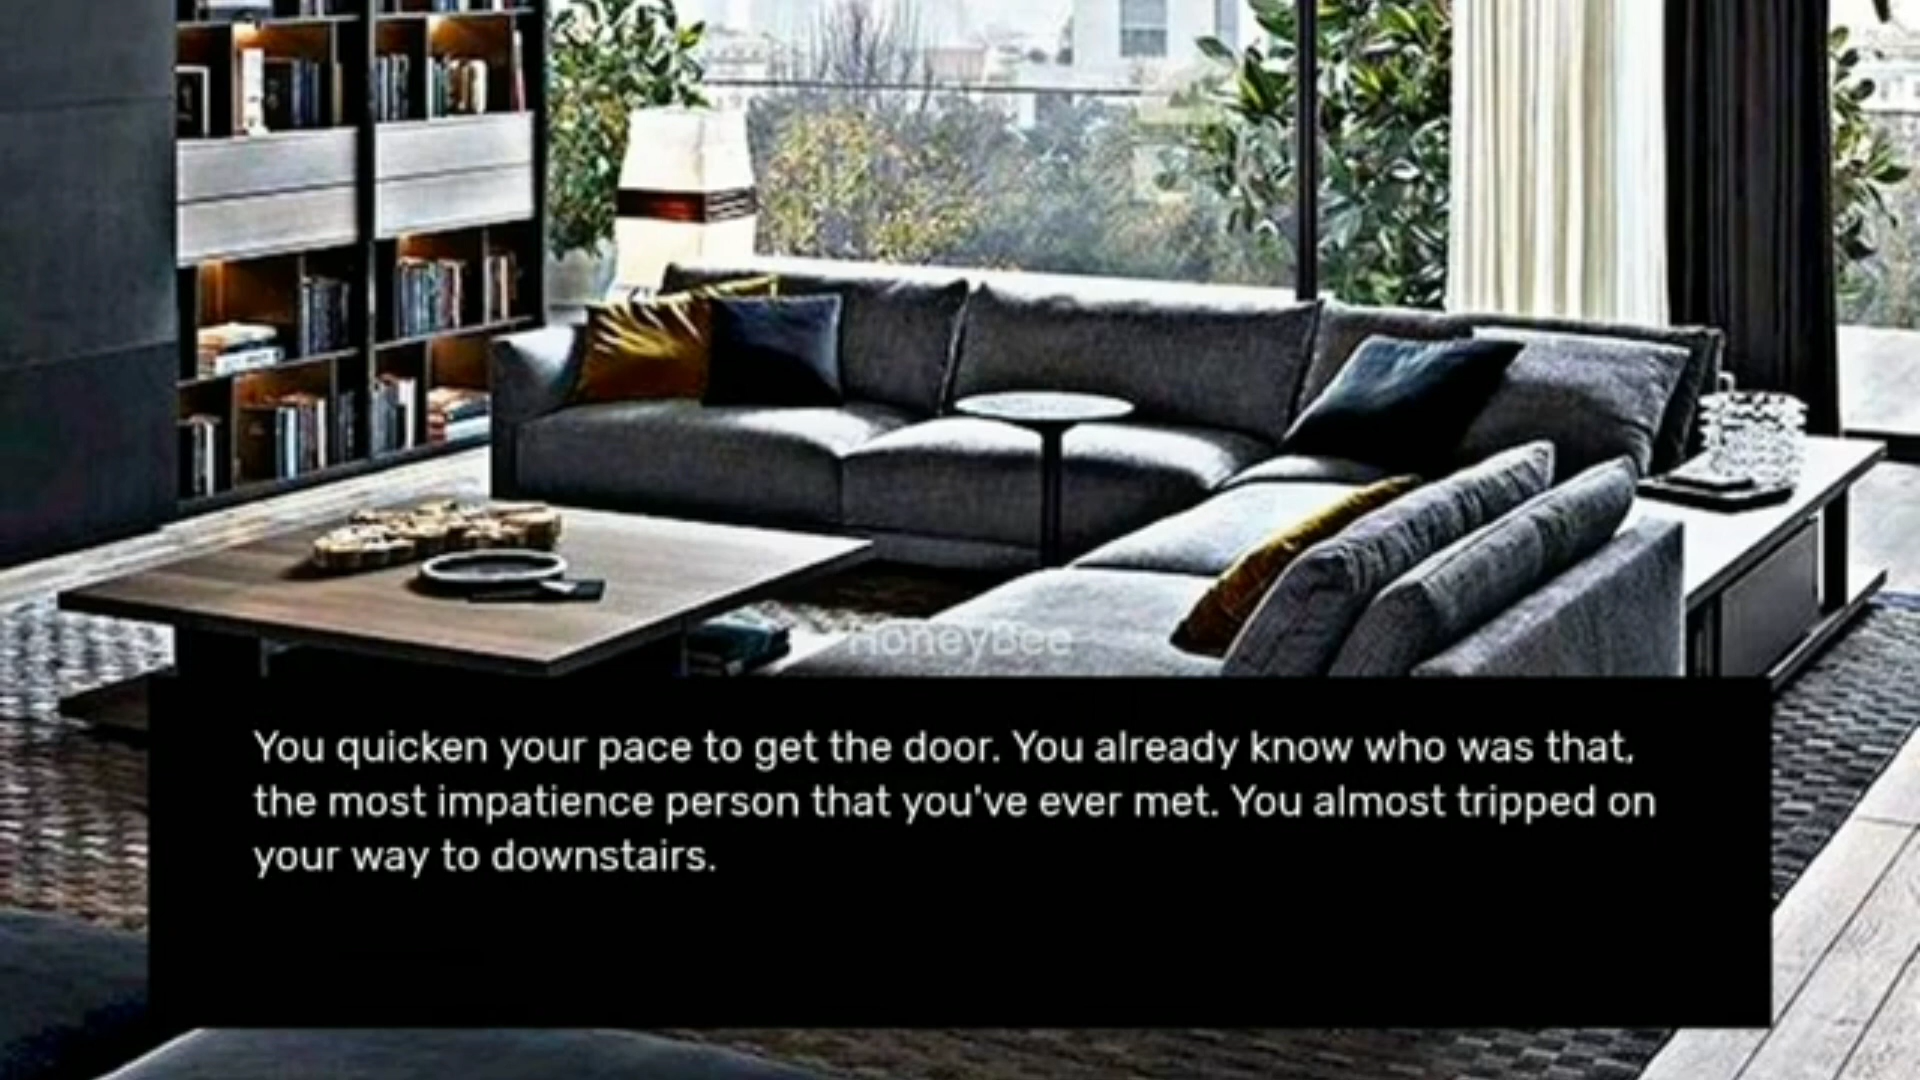 HoneyBee
You quicken your pace to get the door. You already know who was that,
the most impatience person that you've ever met. You almost tripped on
your way to downstairs.